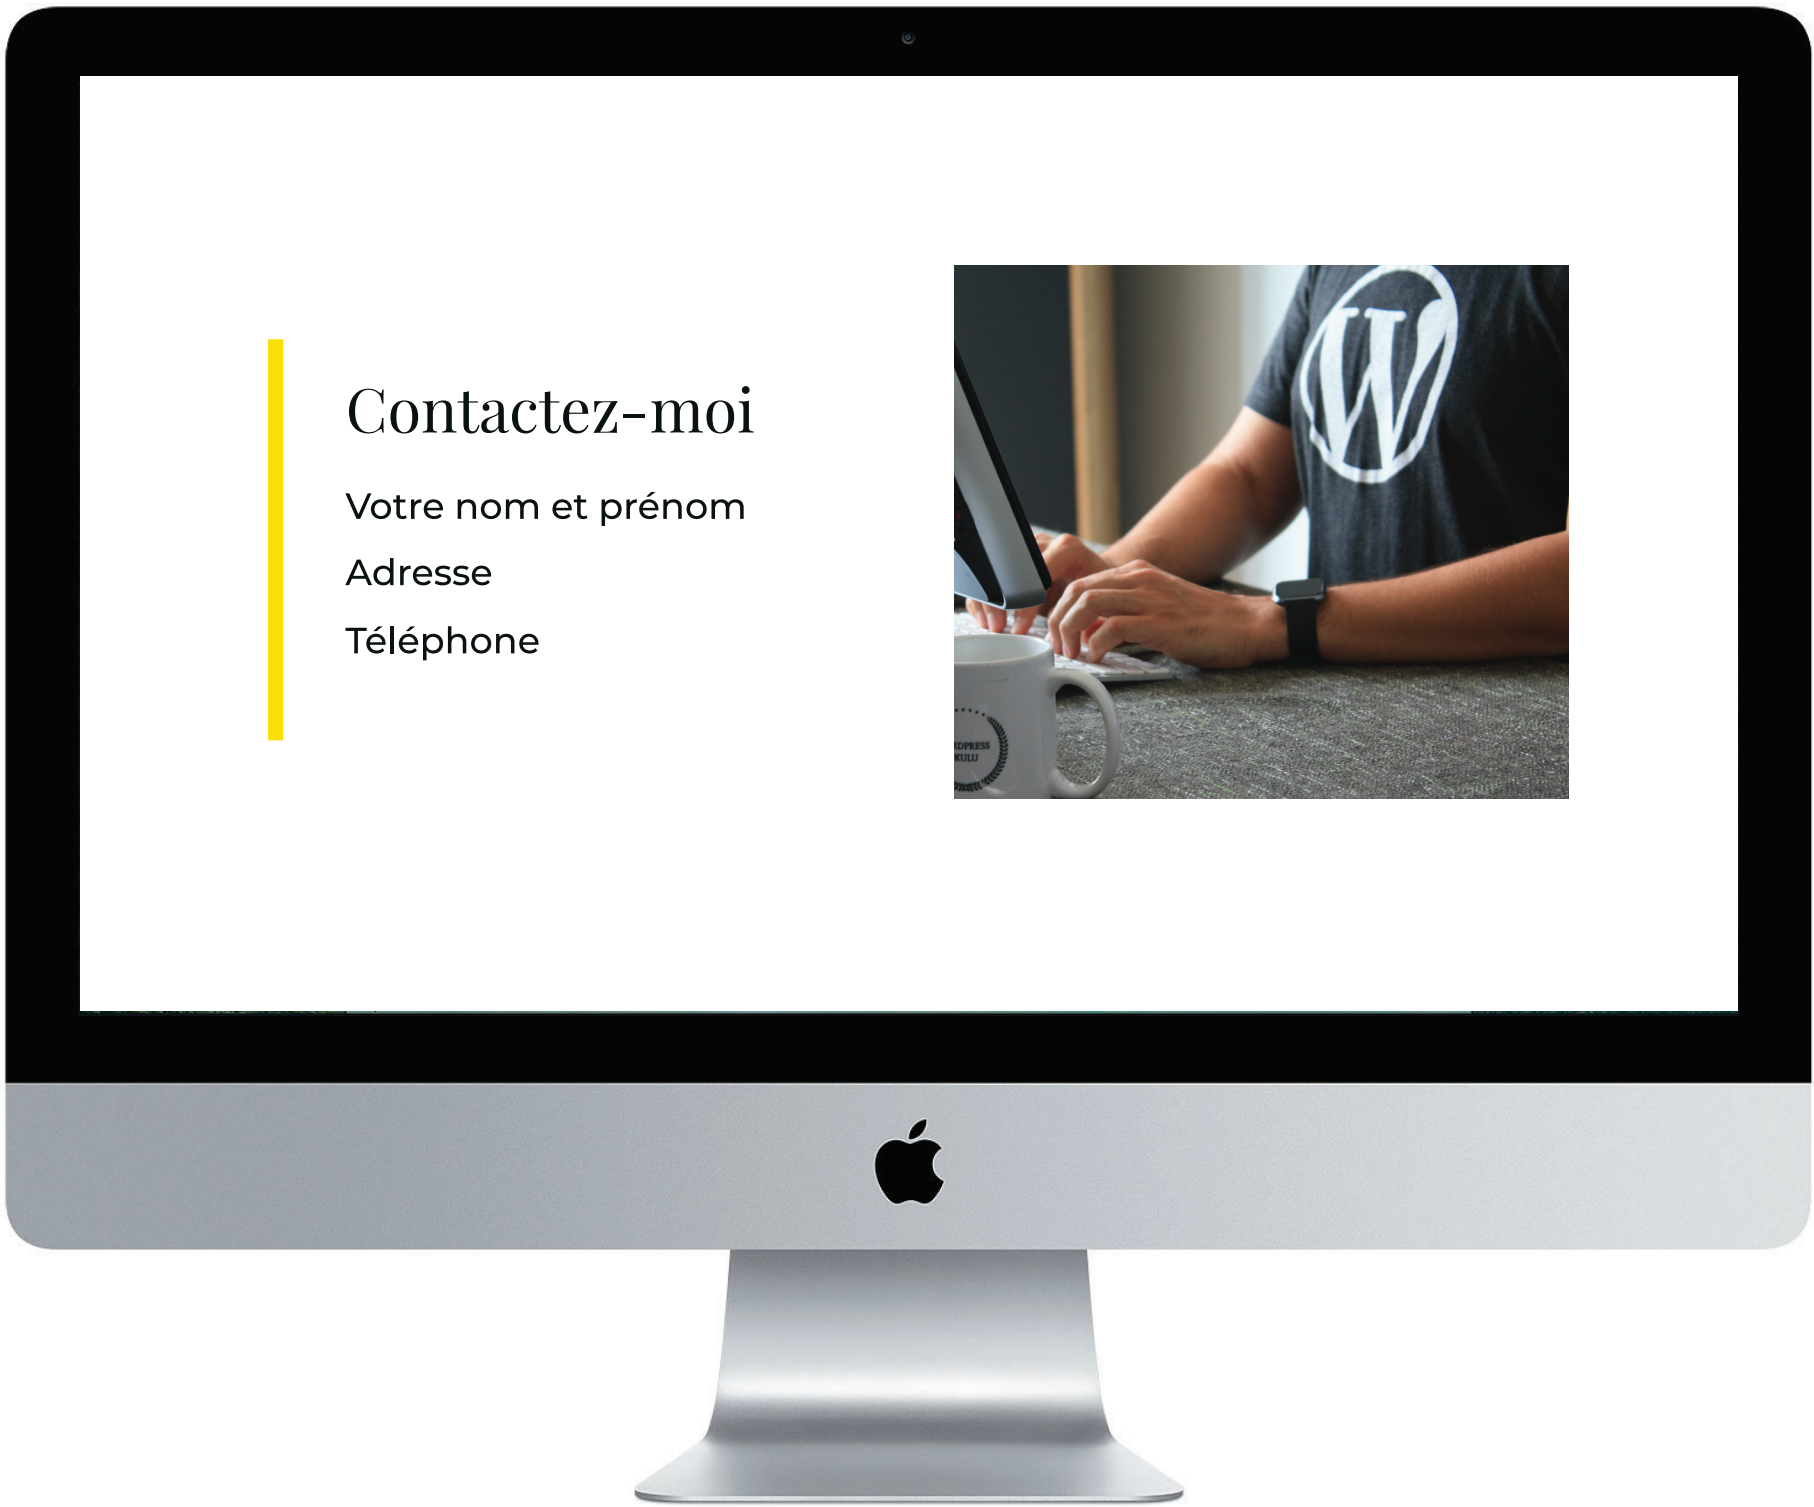 Contactez-moi
Votre nom et prénom
Adresse
Téléphone
W